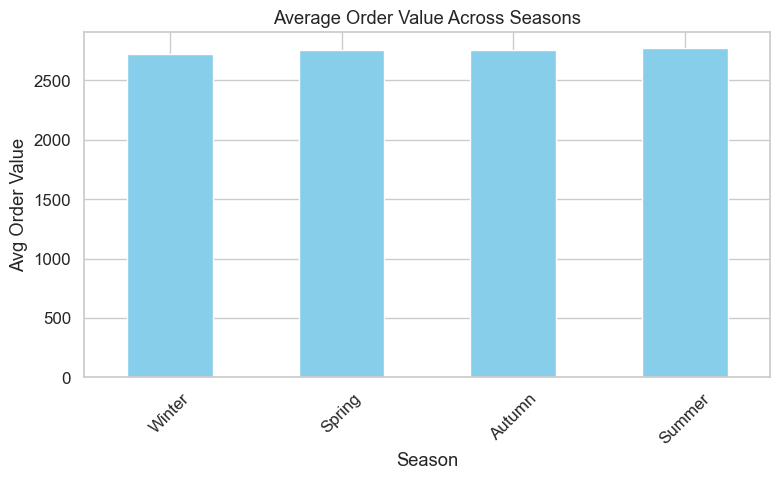 Average Order Value Across Seasons
Avg Order Value
2500
2000
1500
1000
500
0
Winter
Spring
Autumn
Summer
Season